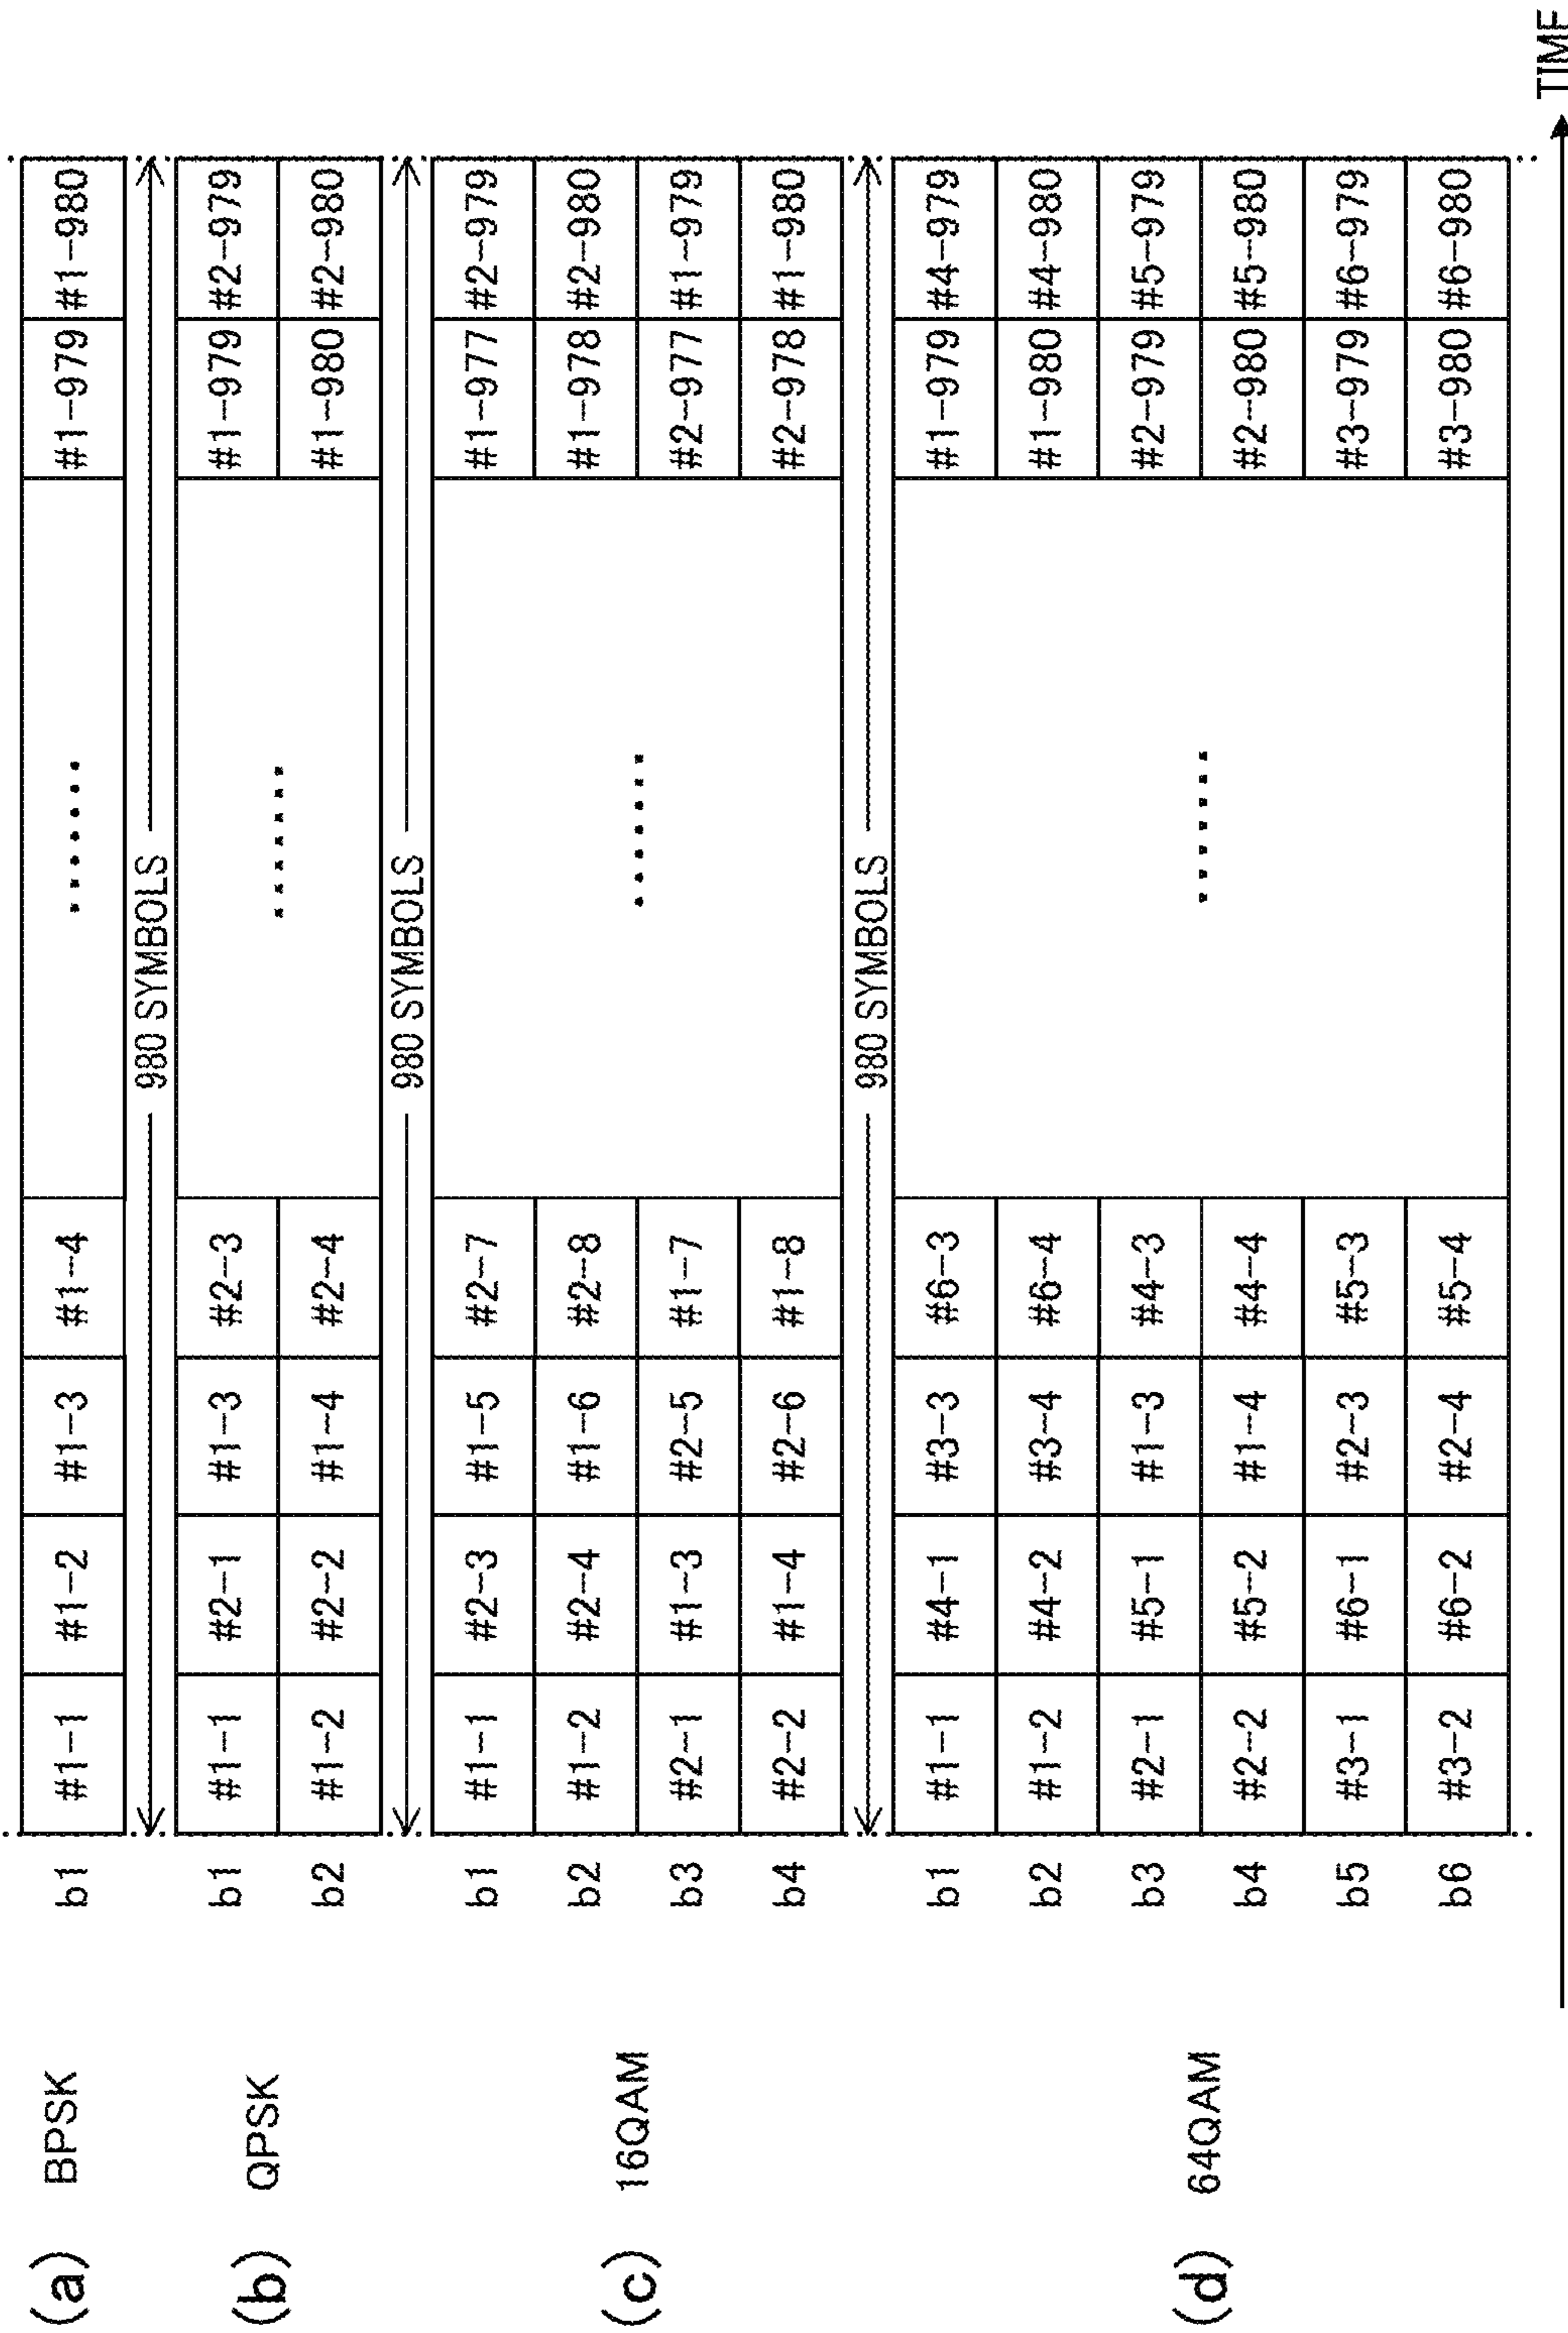 (a) BPSK
b1 #1-1 #1-2 #1-3 #1-4 ······· #1-979 #1-980
980 SYMBOLS
(b) QPSK
b1 #1-1 #2-1 #1-3 #2-3 ······· #1-979 #2-979
b2 #1-2 #2-2 #1-4 #2-4 #1-980 #2-980
980 SYMBOLS
(c) 16QAM
b1 #1-1 #2-3 #1-5 #2-7 #1-977 #2-979
b2 #1-2 #2-4 #1-6 #2-8 ······· #1-978 #2-980
b3 #2-1 #1-3 #2-5 #1-7 #2-977 #1-979
b4 #2-2 #1-4 #2-6 #1-8 #2-978 #1-980
980 SYMBOLS
(d) 64QAM
b1 #1-1 #4-1 #3-3 #6-3 #1-979 #4-979
b2 #1-2 #4-2 #3-4 #6-4 #1-980 #4-980
b3 #2-1 #5-1 #1-3 #4-3 ······· #2-979 #5-979
b4 #2-2 #5-2 #1-4 #4-4 #2-980 #5-980
b5 #3-1 #6-1 #2-3 #5-3 #3-979 #6-979
b6 #3-2 #6-2 #2-4 #5-4 #3-980 #6-980
TIME